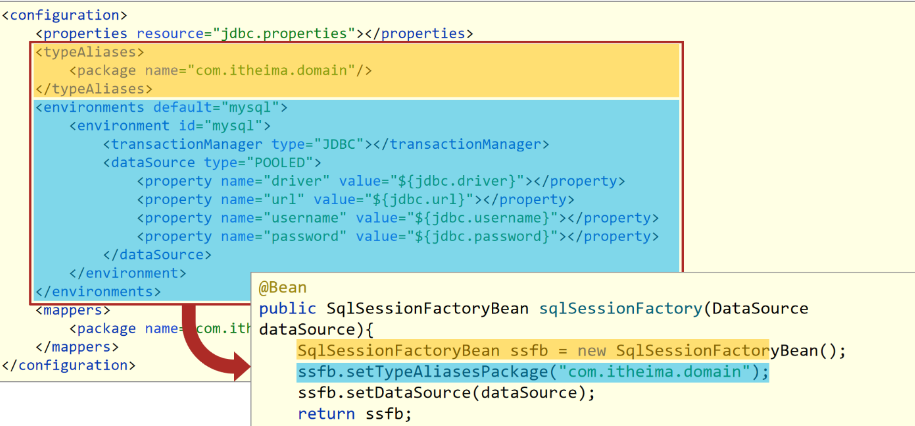 <configuration>
<properties resource="jdbc.properties"></properties>
<typeAliases>
<package name="com.itheima.domain"/>
</typeAliases>
<environments default="mysql">
<environment id="mysql">
<transactionManager type="JDBC"></transactionManager>
<dataSource type="POOLED">
<property name="driver" value="${jdbc.driver}"></property>
<property name="url" value="${jdbc.url}"></property>
<property name="username" value="${jdbc.username}"></property>
<property name="password" value="${jdbc.password}"></property>
</dataSource>
</environment>
</environments>
<mappers>
<package name="com.ith
</mappers>
</configuration>
@Bean
public SqlSessionFactoryBean sqlSessionFactory(DataSource
dataSource){
SqlSessionFactoryBean ssfb = new SqlSessionFactoryBean();
ssfb.setTypeAliasesPackage("com.itheima.domain");
ssfb.setDataSource(dataSource);
return ssfb;